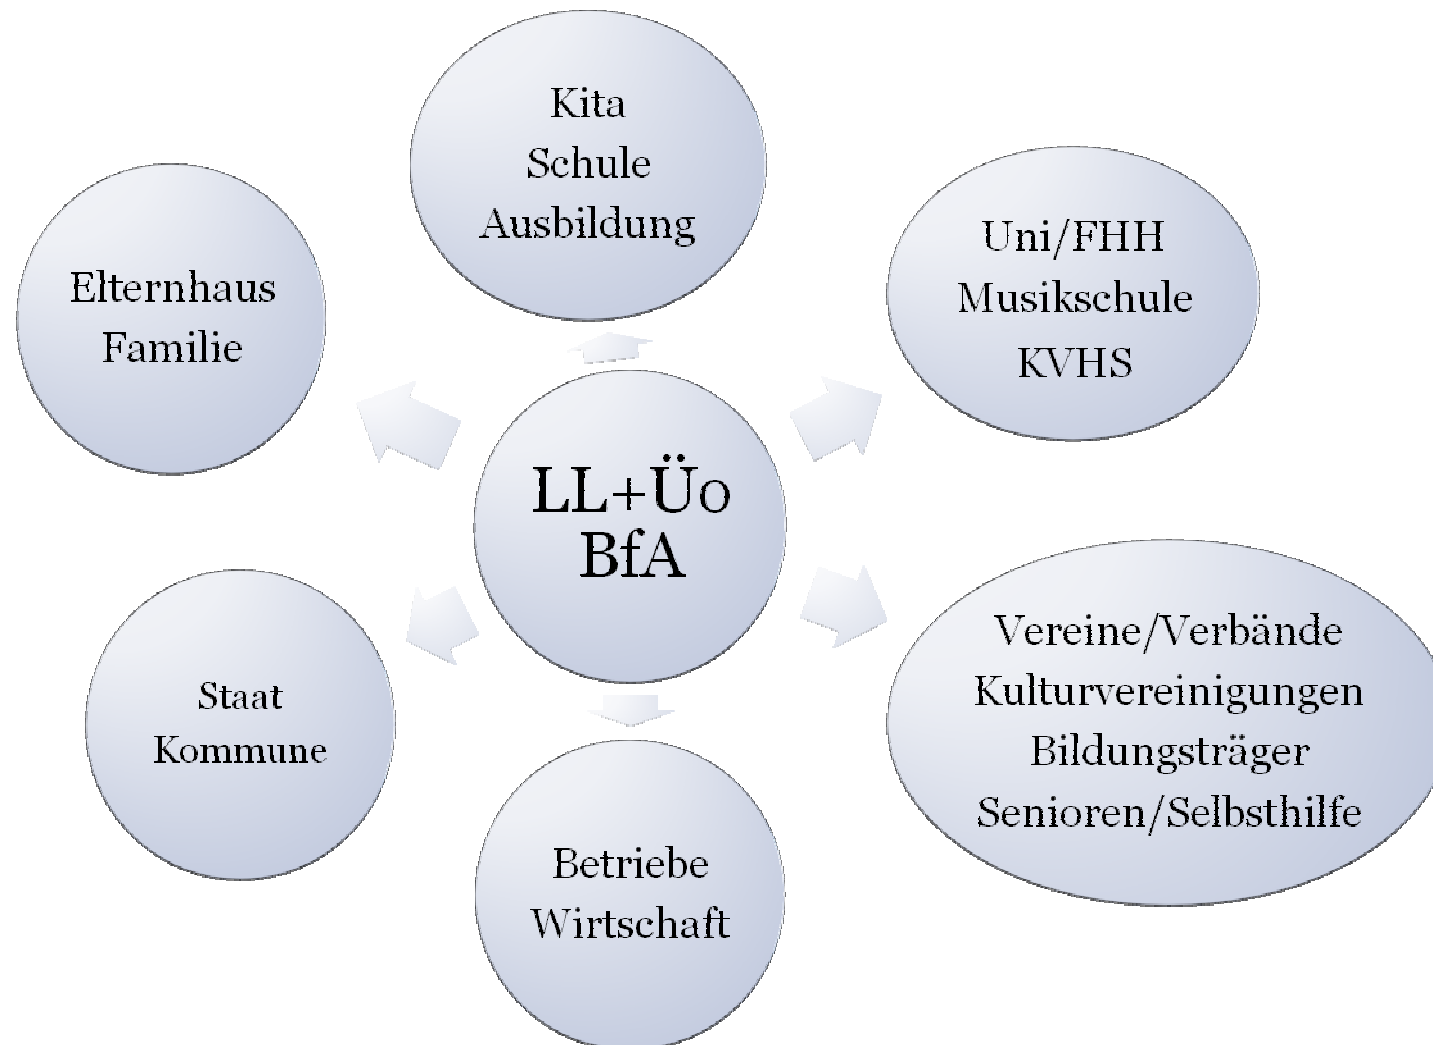 Kita
Schule
Ausbildung
Elternhaus
Familie
Uni/FHH
Musikschule
KVHS
LL+Üo
BfA
Staat
Kommune
Vereine/Verbände
Kulturvereinigungen
Bildungsträger
Senioren/Selbsthilfe
Betriebe
Wirtschaft